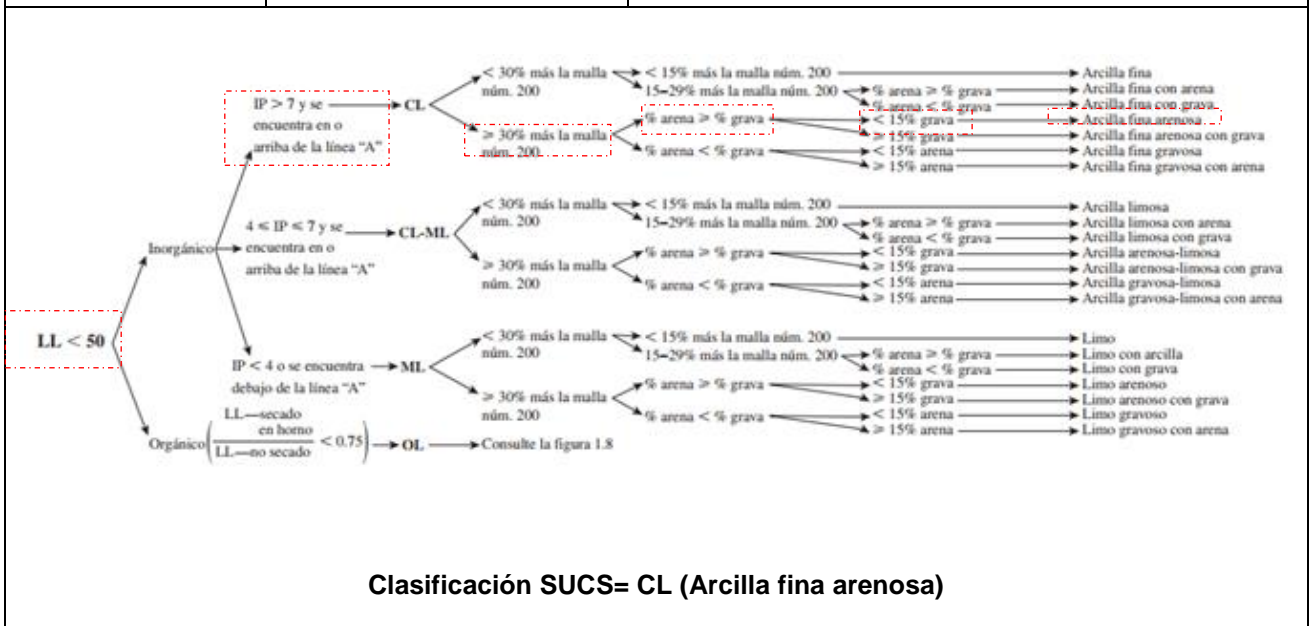 < 30% más la malla núm. 200
< 15% más la malla núm. 200
Arcilla fina
15–29% más la malla núm. 200
% arena ≥ % grava
Arcilla fina con arena
% arena < % grava
Arcilla fina con grava
IP > 7 y se encuentra en o arriba de la línea “A”
CL
≥ 30% más la malla núm. 200
% arena ≥ % grava
< 15% grava
Arcilla fina arenosa
≥ 15% grava
Arcilla fina arenosa con grava
% arena < % grava
< 15% arena
Arcilla fina gravosa
≥ 15% arena
Arcilla fina gravosa con arena
< 30% más la malla núm. 200
< 15% más la malla núm. 200
Arcilla limosa
15–29% más la malla núm. 200
% arena ≥ % grava
Arcilla limosa con arena
% arena < % grava
Arcilla limosa con grava
Inorgánico
4 ≤ IP ≤ 7 y se encuentra en o arriba de la línea “A”
CL-ML
≥ 30% más la malla núm. 200
% arena ≥ % grava
< 15% grava
Arcilla arenosa-limosa
≥ 15% grava
Arcilla arenosa-limosa con grava
% arena < % grava
< 15% arena
Arcilla gravosa-limosa
≥ 15% arena
Arcilla gravosa-limosa con arena
LL < 50
< 30% más la malla núm. 200
< 15% más la malla núm. 200
Limo
15–29% más la malla núm. 200
% arena ≥ % grava
Limo con arcilla
% arena < % grava
Limo con grava
IP < 4 o se encuentra debajo de la línea “A”
ML
≥ 30% más la malla núm. 200
% arena ≥ % grava
< 15% grava
Limo arenoso
≥ 15% grava
Limo arenoso con grava
% arena < % grava
< 15% arena
Limo gravoso
≥ 15% arena
Limo gravoso con arena
Orgánico
LL—secado en horno
LL—no secado
< 0.75
OL
Consulte la figura 1.8
Clasificación SUCS= CL (Arcilla fina arenosa)